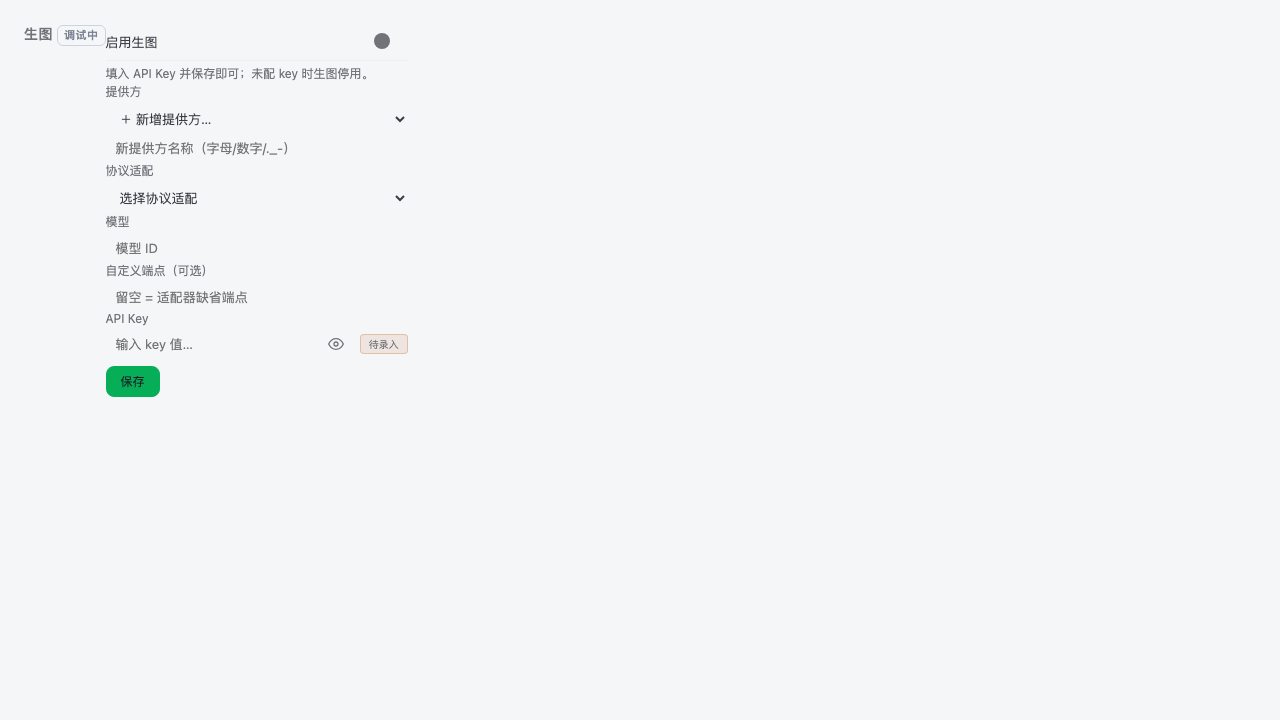 生图 调试中
启用生图
填入 API Key 并保存即可；未配 key 时生图停用。
提供方
＋ 新增提供方...
新提供方名称（字母/数字/._-）
协议适配
选择协议适配
模型
模型 ID
自定义端点（可选）
留空 = 适配器缺省端点
API Key
输入 key 值...
待录入
保存